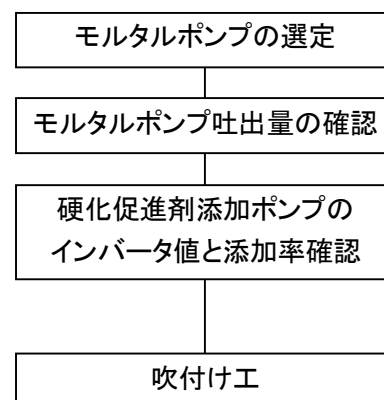 モルタルポンプの選定
モルタルポンプ吐出量の確認
硬化促進剤添加ポンプの
インバータ値と添加率確認
吹付け工